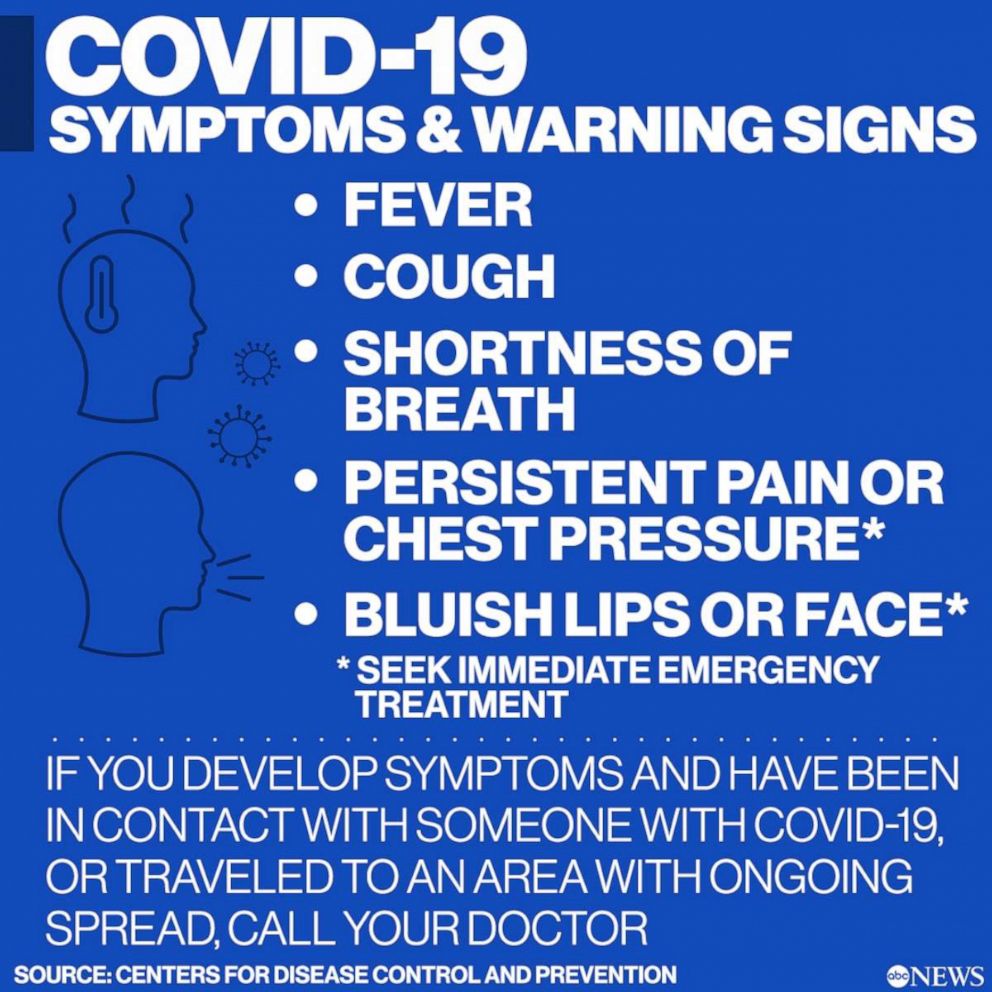 COVID-19
SYMPTOMS & WARNING SIGNS
• FEVER
• COUGH
• SHORTNESS OF
BREATH
• PERSISTENT PAIN OR
CHEST PRESSURE*
• BLUISH LIPS OR FACE*
* SEEK IMMEDIATE EMERGENCY
TREATMENT
IF YOU DEVELOP SYMPTOMS AND HAVE BEEN
IN CONTACT WITH SOMEONE WITH COVID-19,
OR TRAVELED TO AN AREA WITH ONGOING
SPREAD, CALL YOUR DOCTOR
SOURCE: CENTERS FOR DISEASE CONTROL AND PREVENTION
abc NEWS